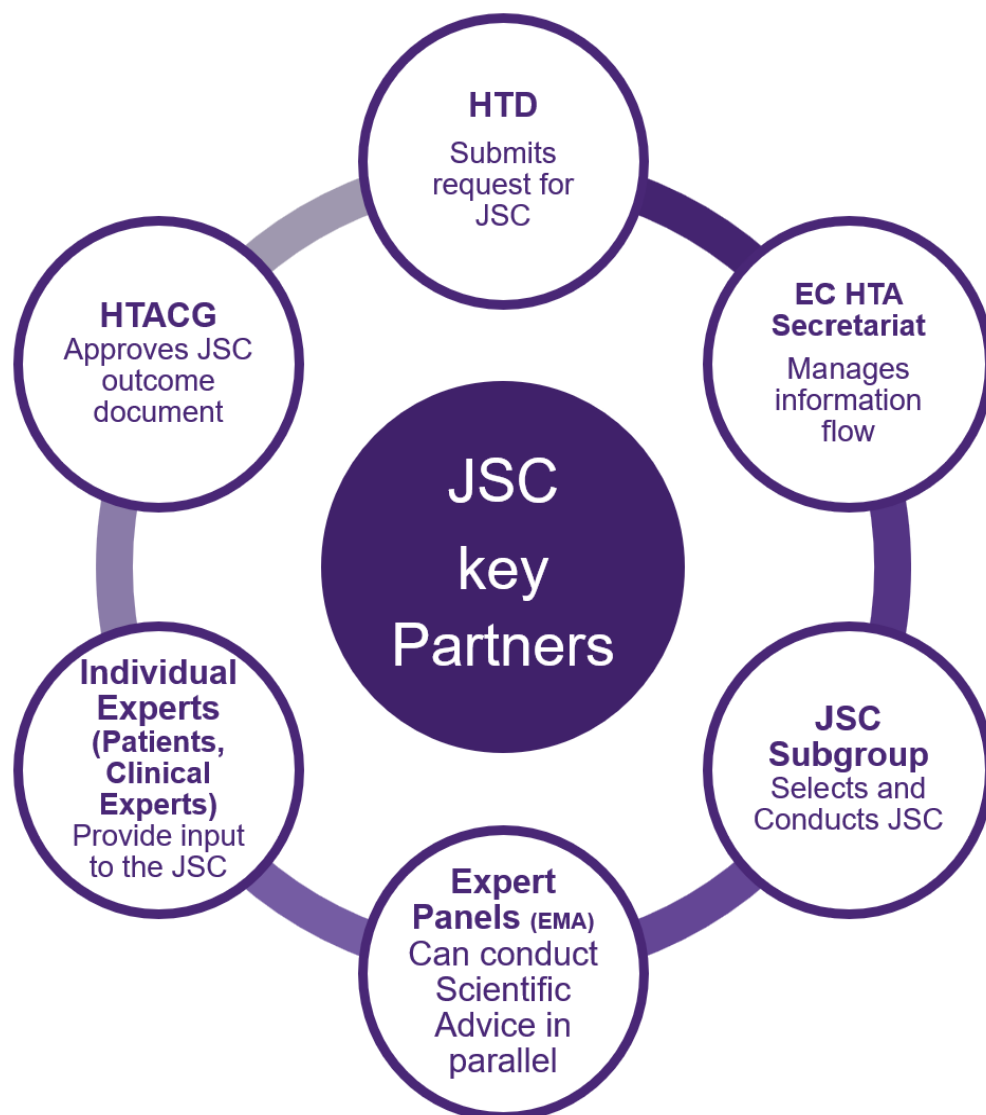 HTD
Submits
request for
JSC
EC HTA
Secretariat
Manages
information
flow
JSC
Subgroup
Selects and
Conducts JSC
Expert
Panels (EMA)
Can conduct
Scientific
Advice in
parallel
Individual
Experts
(Patients,
Clinical
Experts)
Provide input
to the JSC
HTACG
Approves JSC
outcome
document
JSC
key
Partners